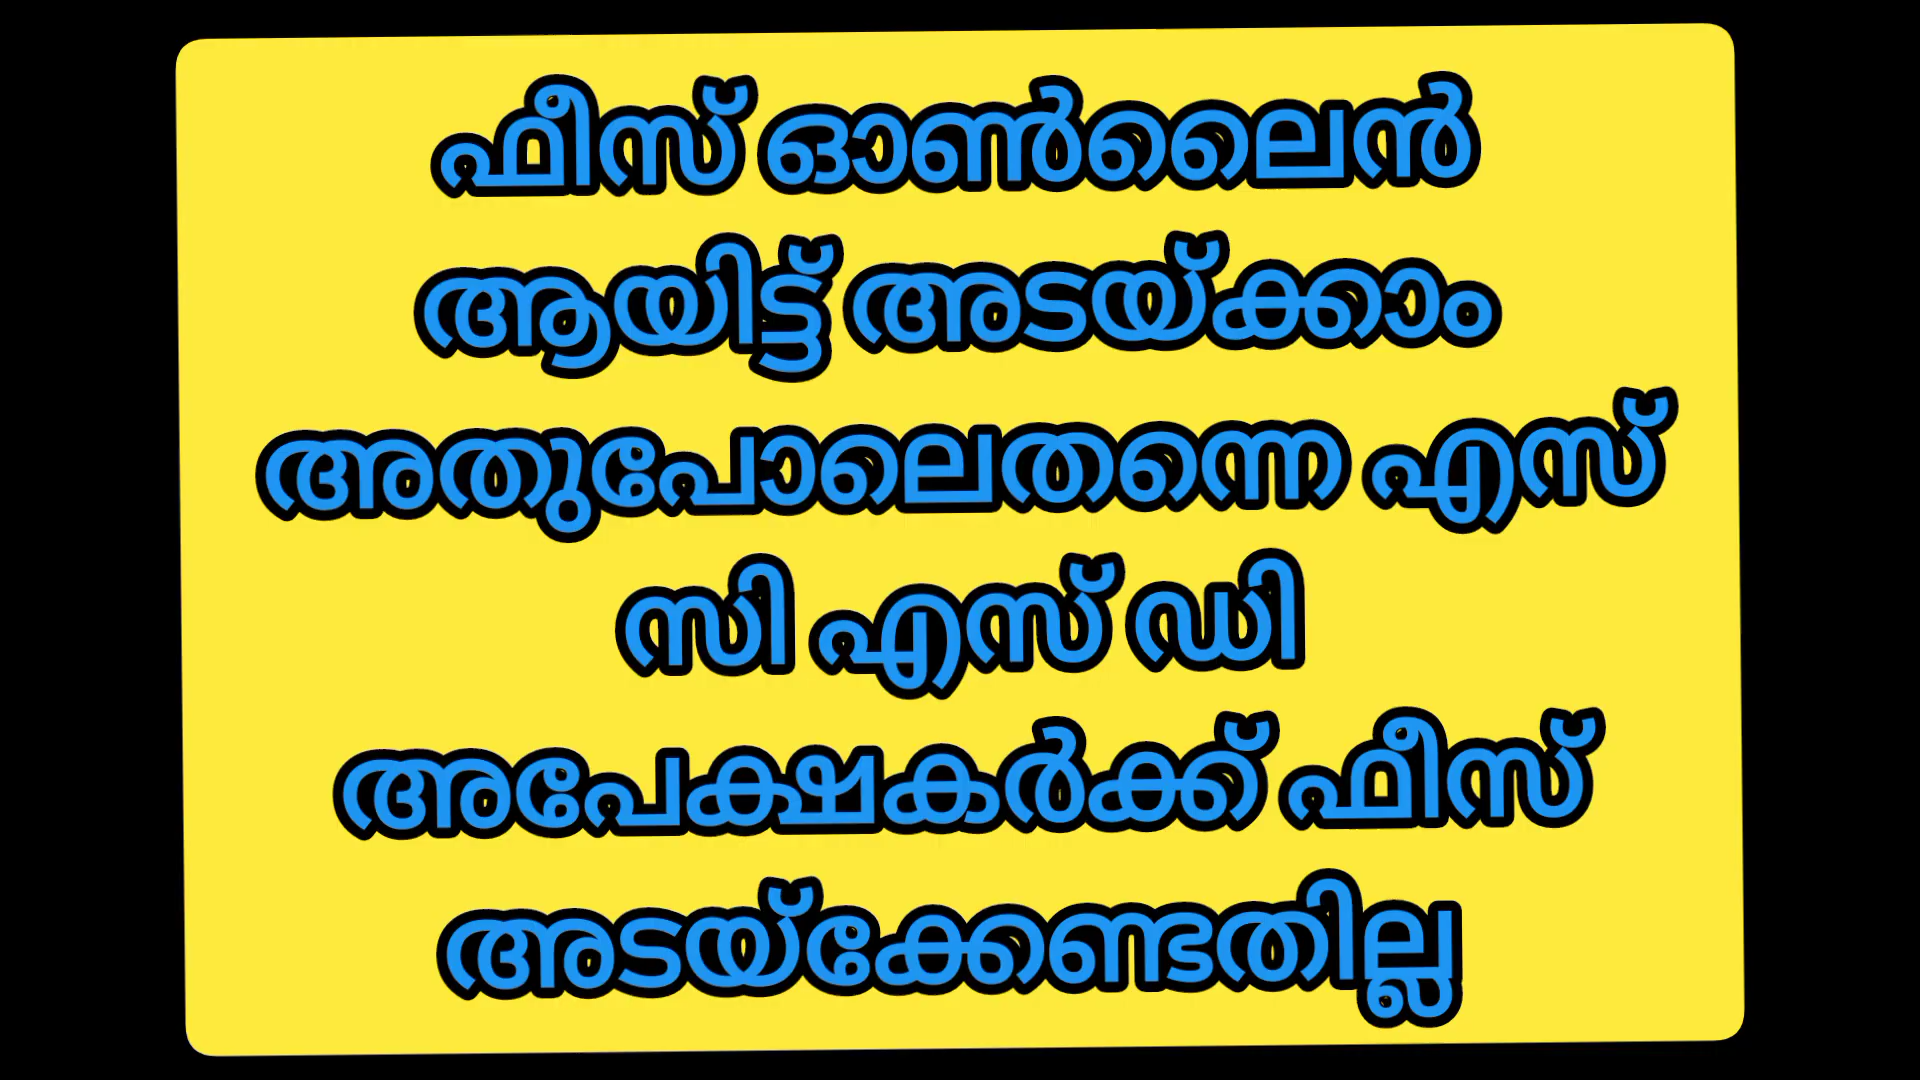 ഫീസ് ഓൺലൈൻ
ആയിട്ട് അടയ്ക്കാം
അതുപോലെതന്നെ എസ്
സി എസ് ഡി
അപേക്ഷകർക്ക് ഫീസ്
അടയ്ക്കേണ്ടതില്ല